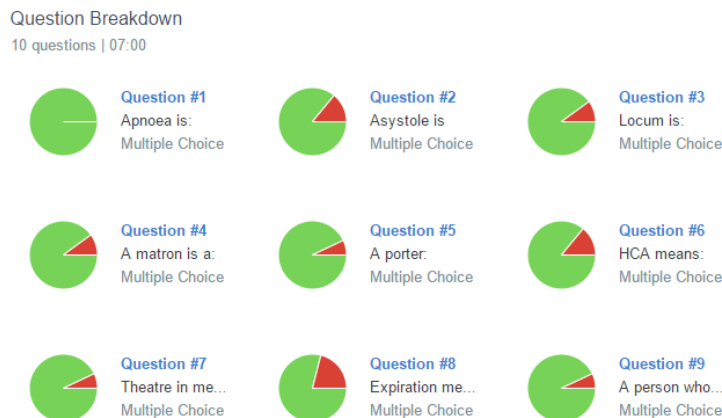 Question Breakdown
10 questions | 07:00
Question #1
Apnoea is:
Multiple Choice
Question #2
Asystole is
Multiple Choice
Question #3
Locum is:
Multiple Choice
Question #4
A matron is a:
Multiple Choice
Question #5
A porter:
Multiple Choice
Question #6
HCA means:
Multiple Choice
Question #7
Theatre in me...
Multiple Choice
Question #8
Expiration me...
Multiple Choice
Question #9
A person who...
Multiple Choice